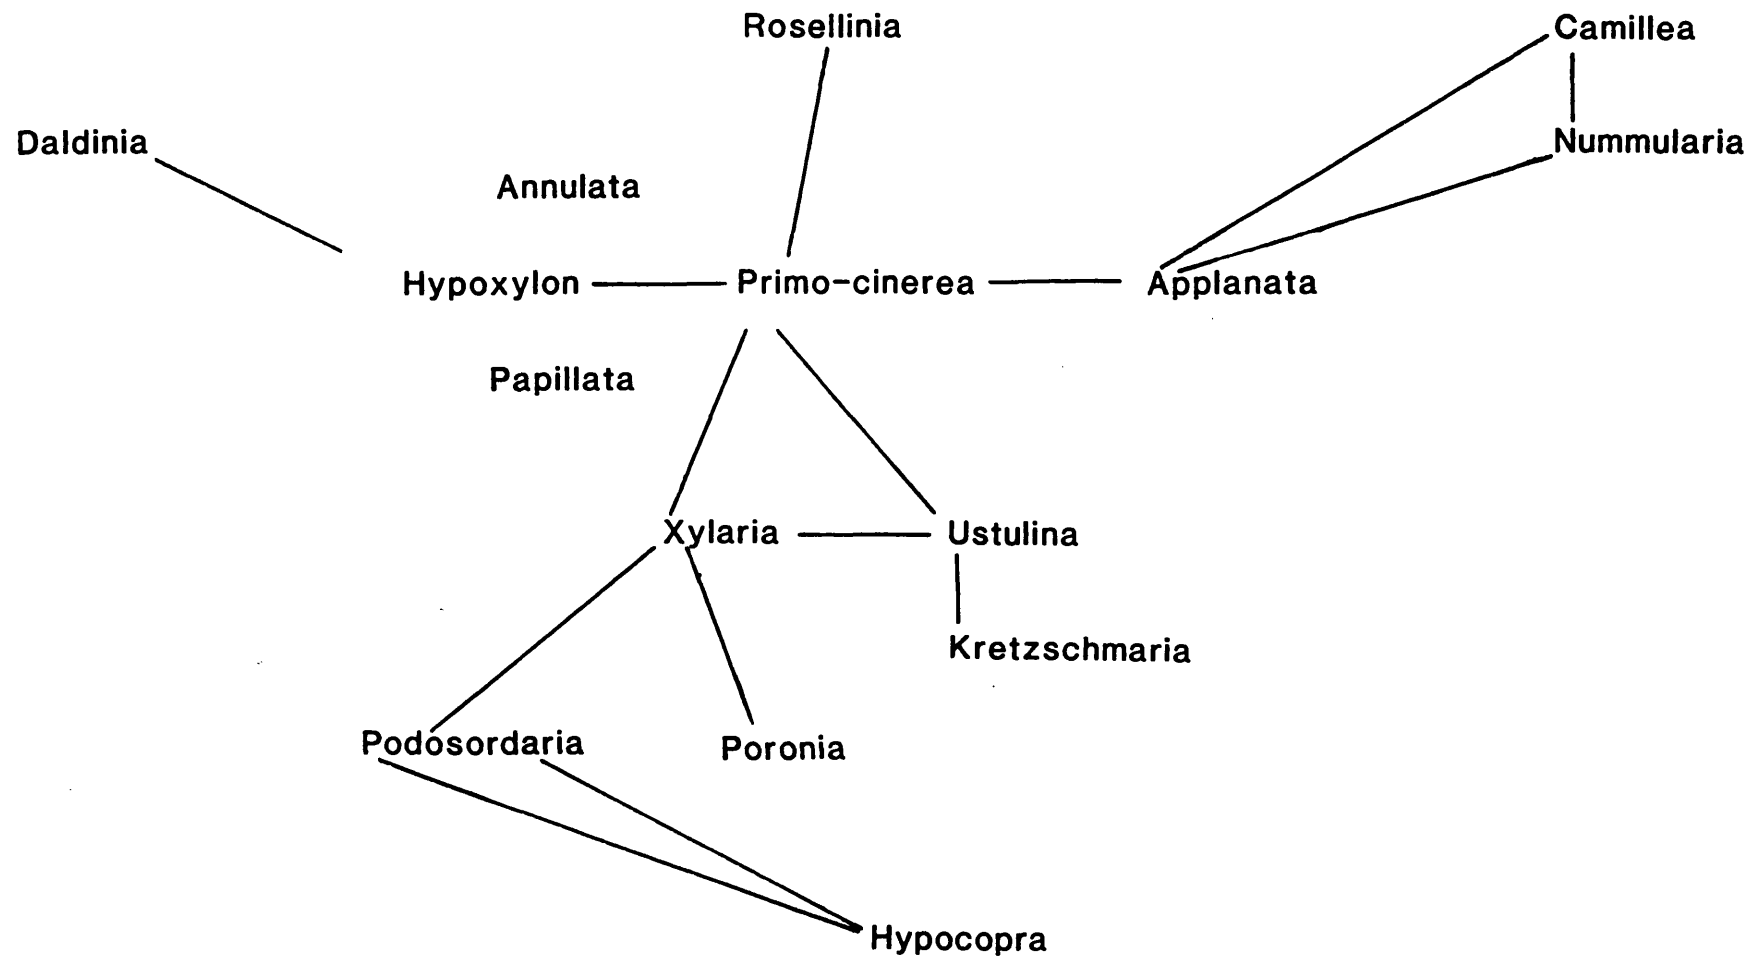 Rosellinia
Camillea
Daldinia
Nummularia
Annulata
Hypoxylon
Primo-cinerea
Applanata
Papillata
Xylaria
Ustulina
Kretzschmaria
Podosordaria
Poronia
Hypocopra